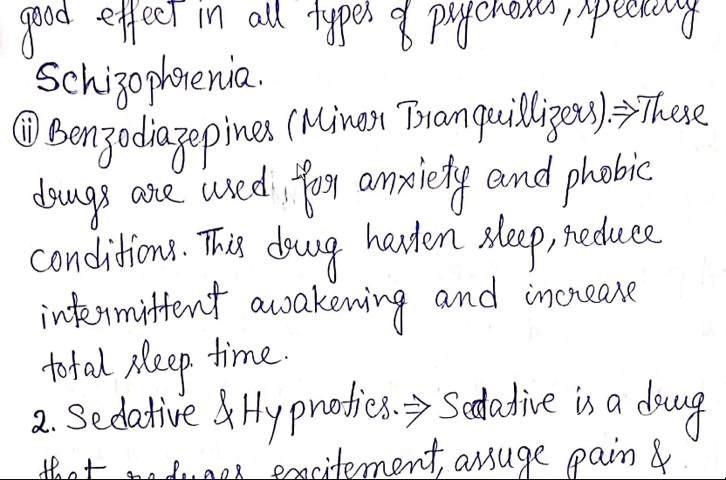 good effect in all types of psychoses, specially
Schizophrenia.
ii Benzodiazepines (Minor Tranquillizers).⇒These
drugs are used, for anxiety and phobic
conditions. This drug hasten sleep, reduce
intermittent awakening and increase
total sleep time.
2. Sedative & Hypnotics.⇒ Sedative is a drug
that reduces excitement, assuge pain &